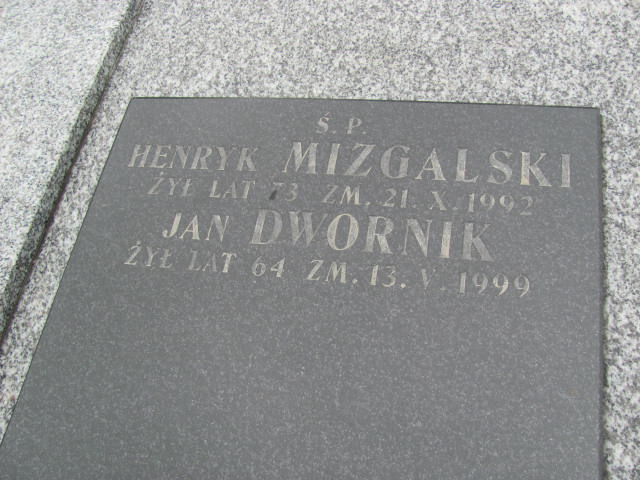 Ś. P.
HENRYK MIZGALSKI
ŻYŁ LAT 73 ZM. 21. X. 1992
JAN DWORNIK
ŻYŁ LAT 64 ZM. 13. V. 1999